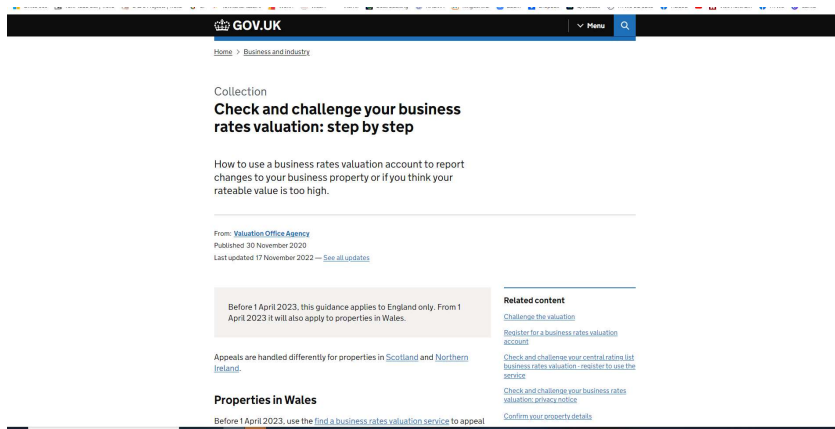 GOV.UK
Menu
Home > Business and industry
Collection
Check and challenge your business
rates valuation: step by step
How to use a business rates valuation account to report
changes to your business property or if you think your
rateable value is too high.
From: Valuation Office Agency
Published 30 November 2020
Last updated 17 November 2022 — See all updates
Before 1 April 2023, this guidance applies to England only. From 1
April 2023 it will also apply to properties in Wales.
Appeals are handled differently for properties in Scotland and Northern
Ireland.
Properties in Wales
Before 1 April 2023, use the find a business rates valuation service to appeal
Related content
Challenge the valuation
Register for a business rates valuation
account
Check and challenge your central rating list
business rates valuation - register to use the
service
Check and challenge your business rates
valuation: privacy notice
Confirm your property details